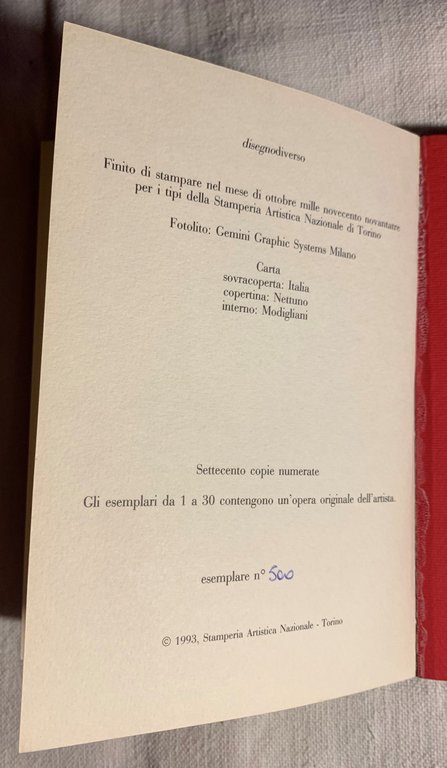 disegnodiverso
Finito di stampare nel mese di ottobre mille novecento novantatre
per i tipi della Stamperia Artistica Nazionale di Torino
Fotolito: Gemini Graphic Systems Milano
Carta
sovracoperta: Italia
copertina: Nettuno
interno: Modigliani
Settecento copie numerate
Gli esemplari da 1 a 30 contengono un'opera originale dell'artista.
esemplare n° 500
© 1993, Stamperia Artistica Nazionale - Torino